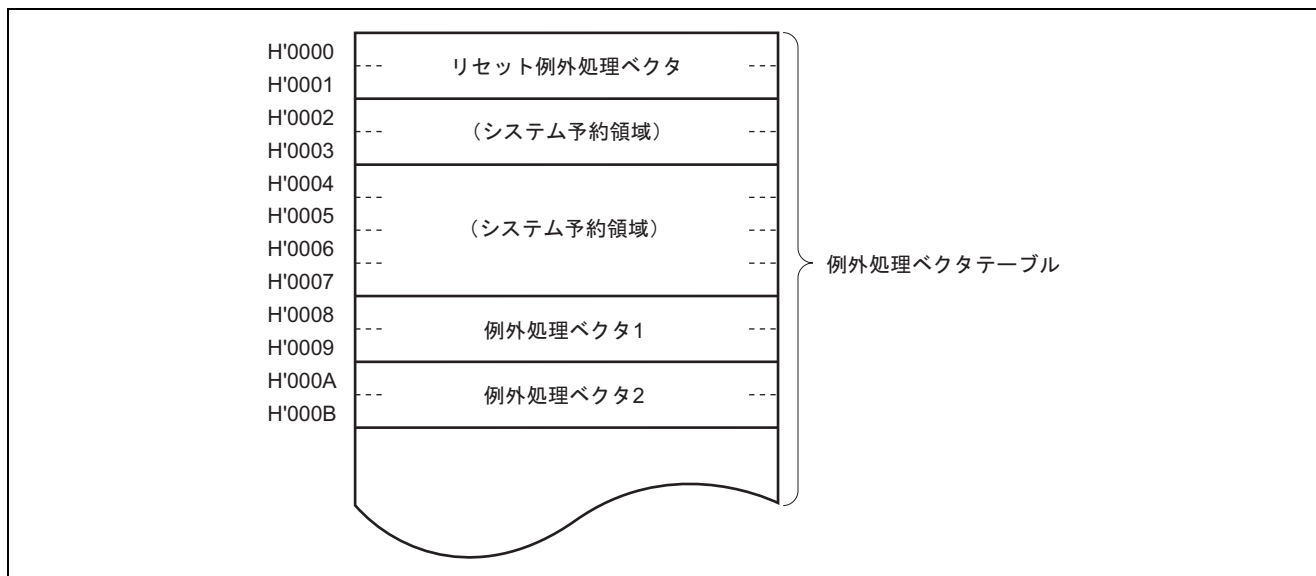 H'0000
リセット例外処理ベクタ
H'0001
H'0002
（システム予約領域）
H'0003
H'0004
H'0005
（システム予約領域）
H'0006
例外処理ベクタテーブル
H'0007
H'0008
例外処理ベクタ1
H'0009
H'000A
例外処理ベクタ2
H'000B